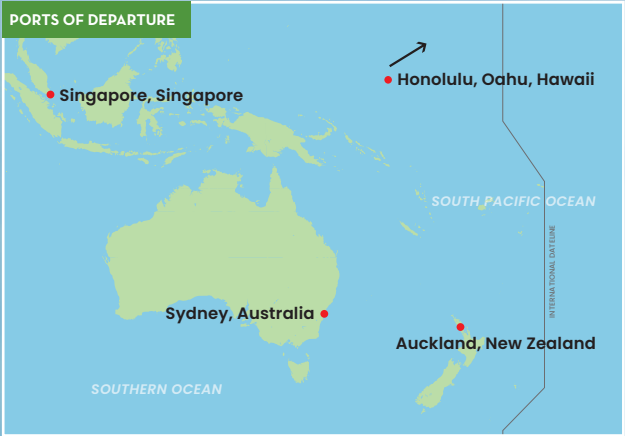 PORTS OF DEPARTURE
Honolulu, Oahu, Hawaii
Singapore, Singapore
SOUTH PACIFIC OCEAN
INTERNATIONAL DATELINE
Sydney, Australia
Auckland, New Zealand
SOUTHERN OCEAN